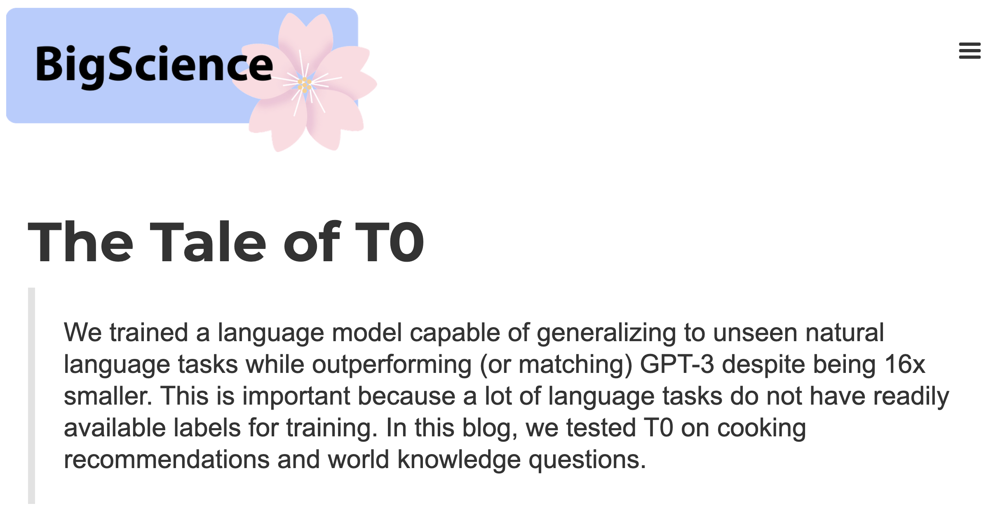 BigScience
The Tale of T0
We trained a language model capable of generalizing to unseen natural
language tasks while outperforming (or matching) GPT-3 despite being 16x
smaller. This is important because a lot of language tasks do not have readily
available labels for training. In this blog, we tested T0 on cooking
recommendations and world knowledge questions.